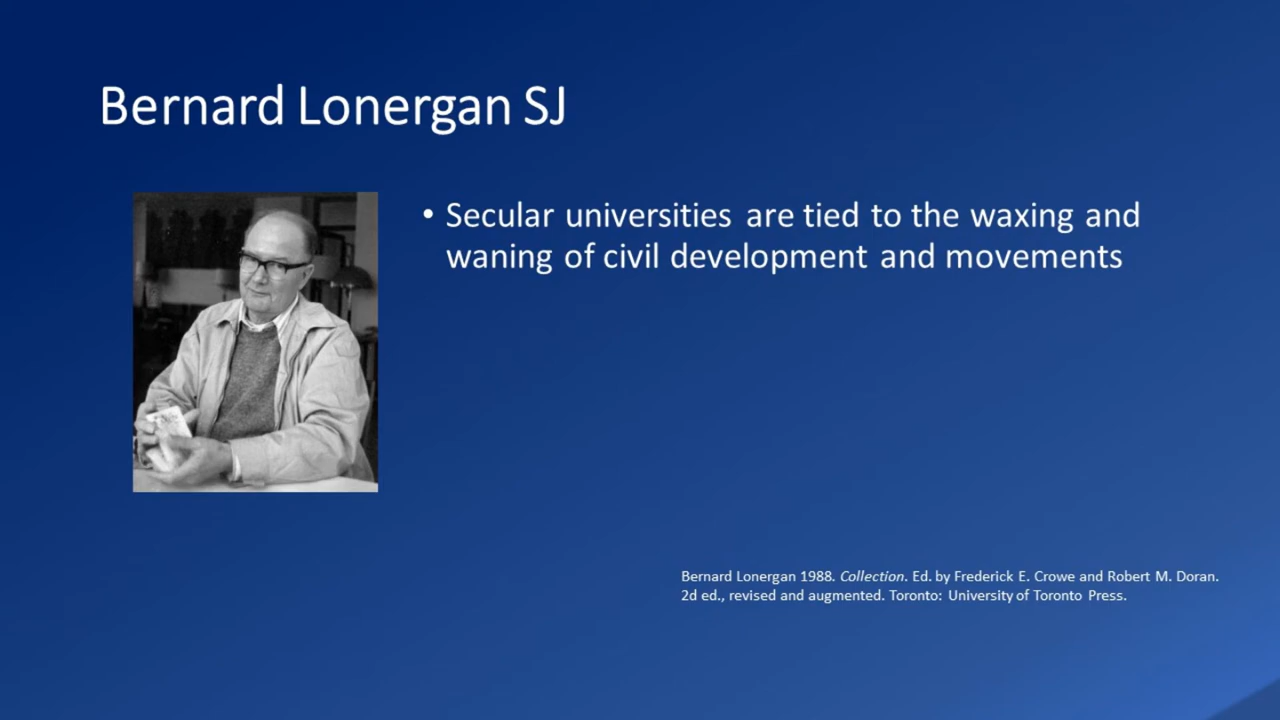 Bernard Lonergan SJ
• Secular universities are tied to the waxing and
waning of civil development and movements
Bernard Lonergan 1988. Collection. Ed. by Frederick E. Crowe and Robert M. Doran.
2d ed., revised and augmented. Toronto: University of Toronto Press.